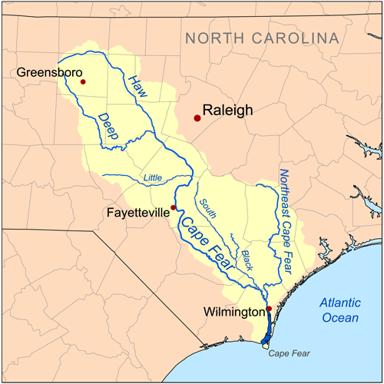 NORTH CAROLINA
Greensboro
Haw
Raleigh
Deep
Little
Northeast Cape Fear
South
Fayetteville
Cape Fear
Black
Wilmington
Atlantic
Ocean
Cape Fear